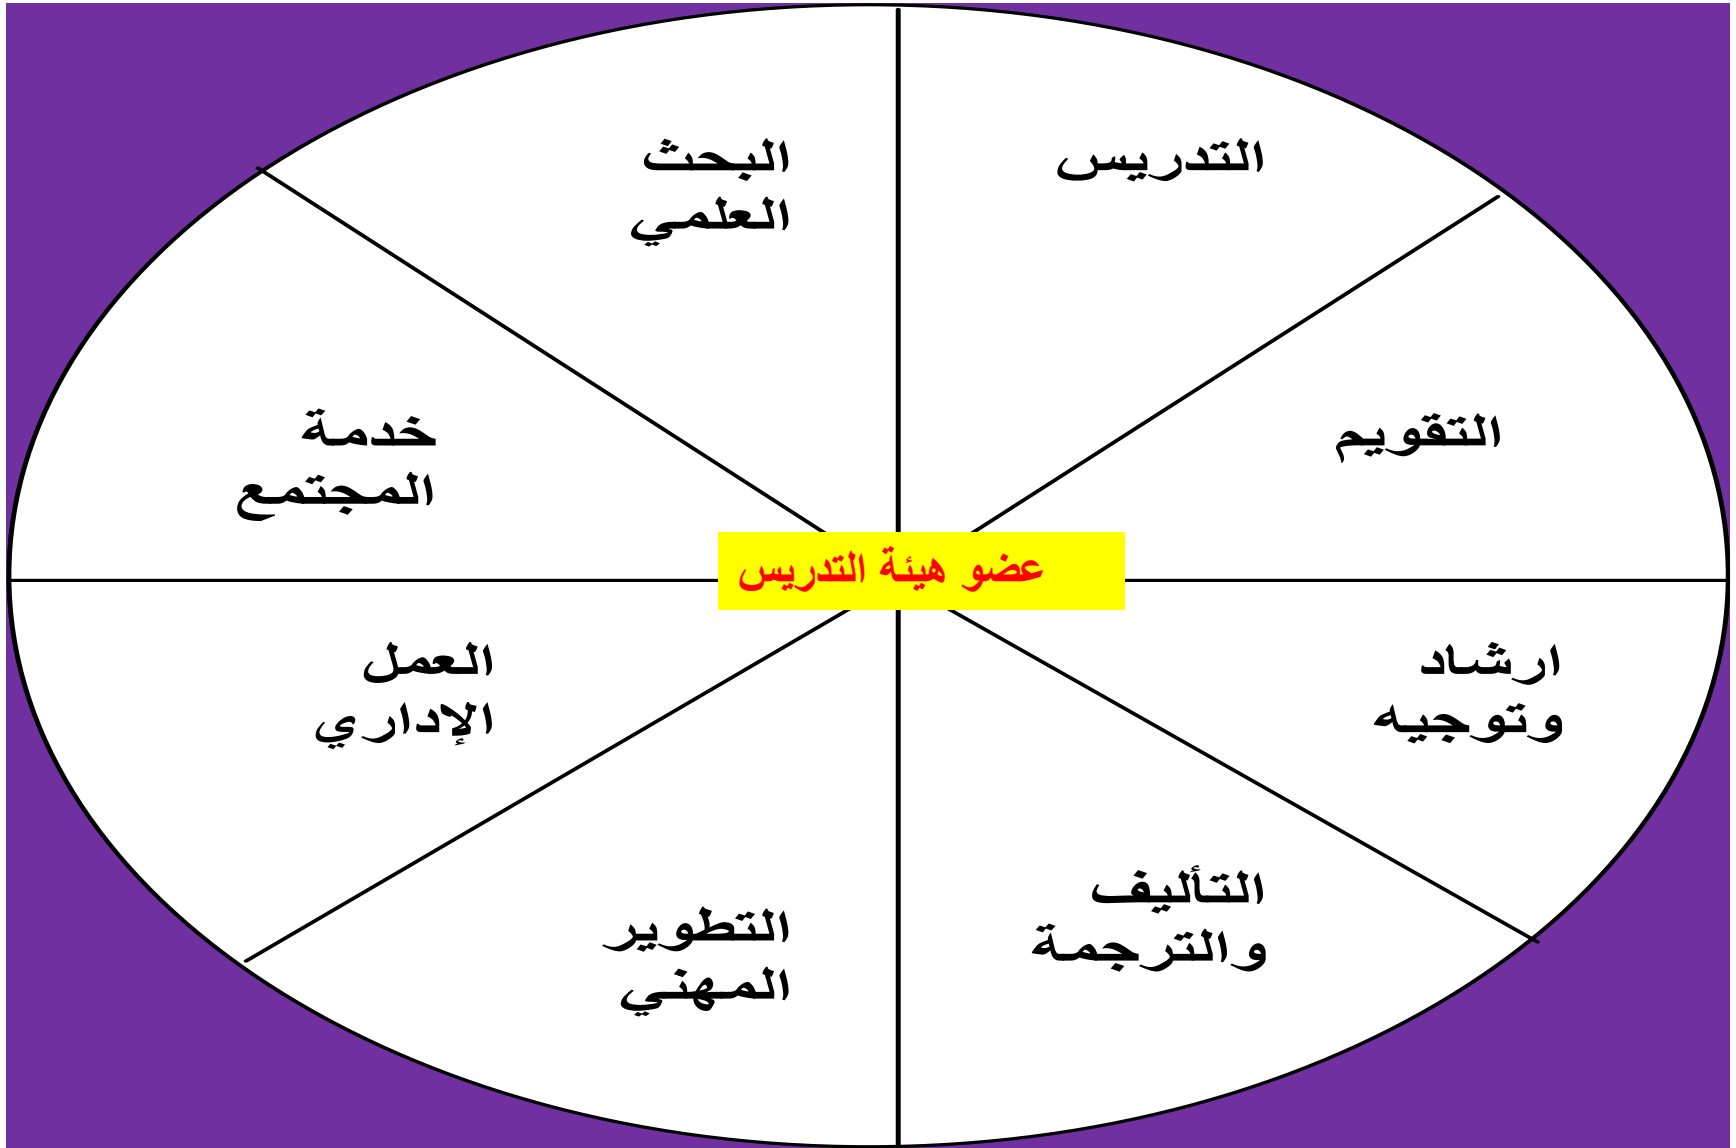 التدريس
البحث
العلمي
التقويم
خدمة
المجتمع
عضو هيئة التدريس
ارشاد
وتوجيه
العمل
الإداري
التأليف
والترجمة
التطوير
المهني